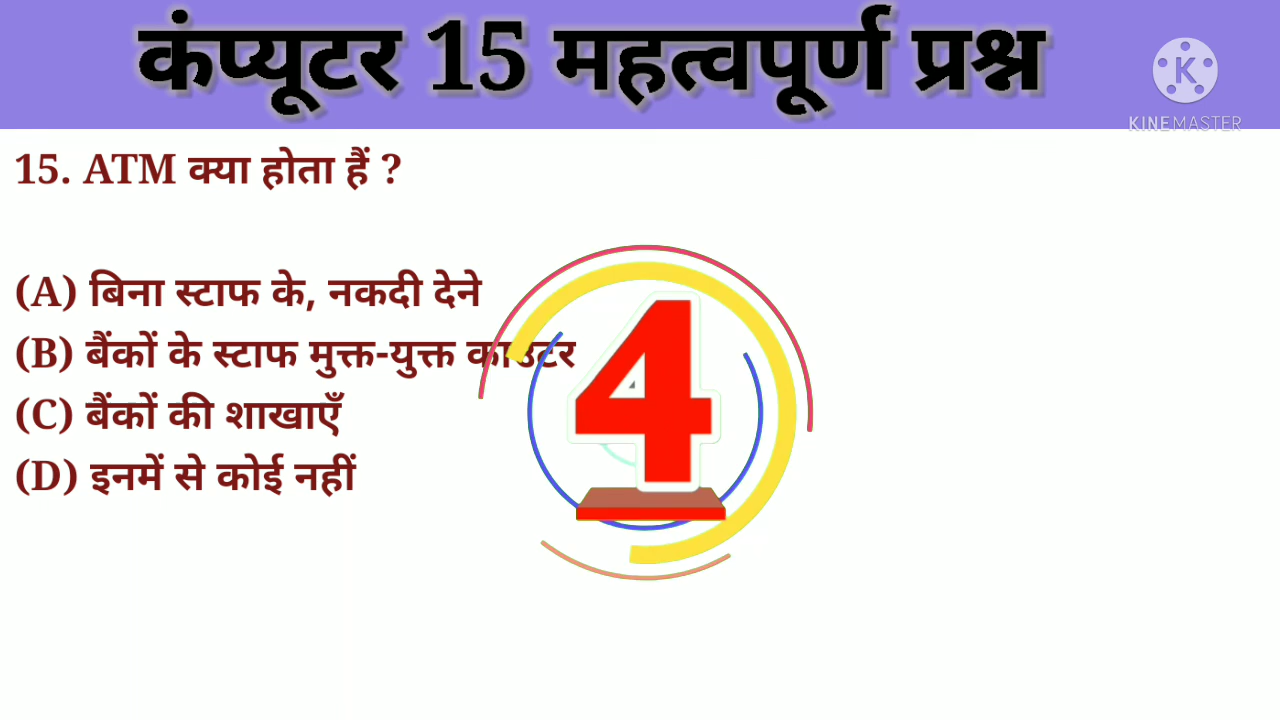 कंप्यूटर 15 महत्वपूर्ण प्रश्न
KINEMASTER
15. ATM क्या होता हैं ?
(A) बिना स्टाफ के, नकदी देने
(B) बैंकों के स्टाफ मुक्त-युक्त काउंटर
(C) बैंकों की शाखाएँ
(D) इनमें से कोई नहीं
4